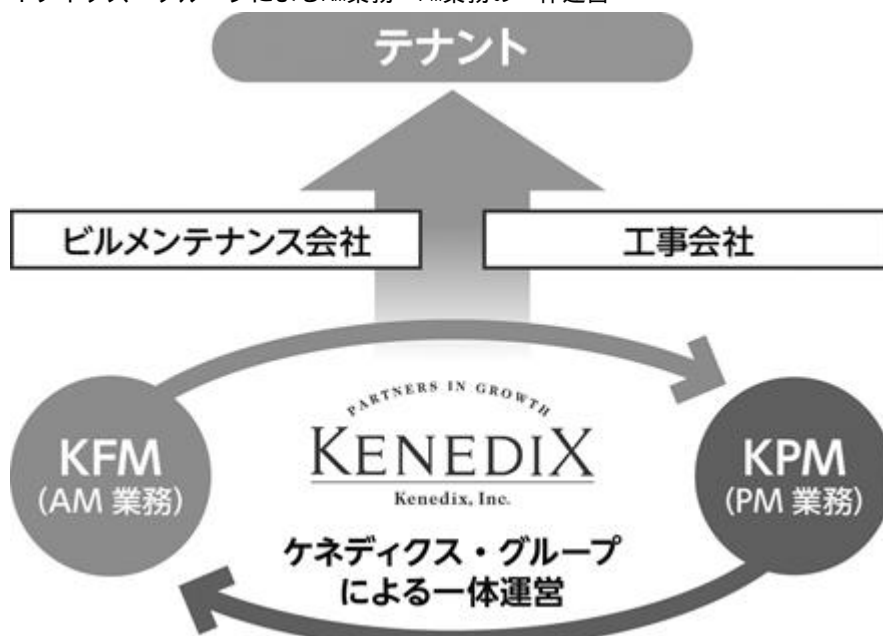 テナント
ビルメンテナンス会社
工事会社
PARTNERS IN GROWTH
KENEDIX
Kenedix, Inc.
KFM
(AM 業務)
KPM
(PM 業務)
ケネディクス・グループ
による一体運営